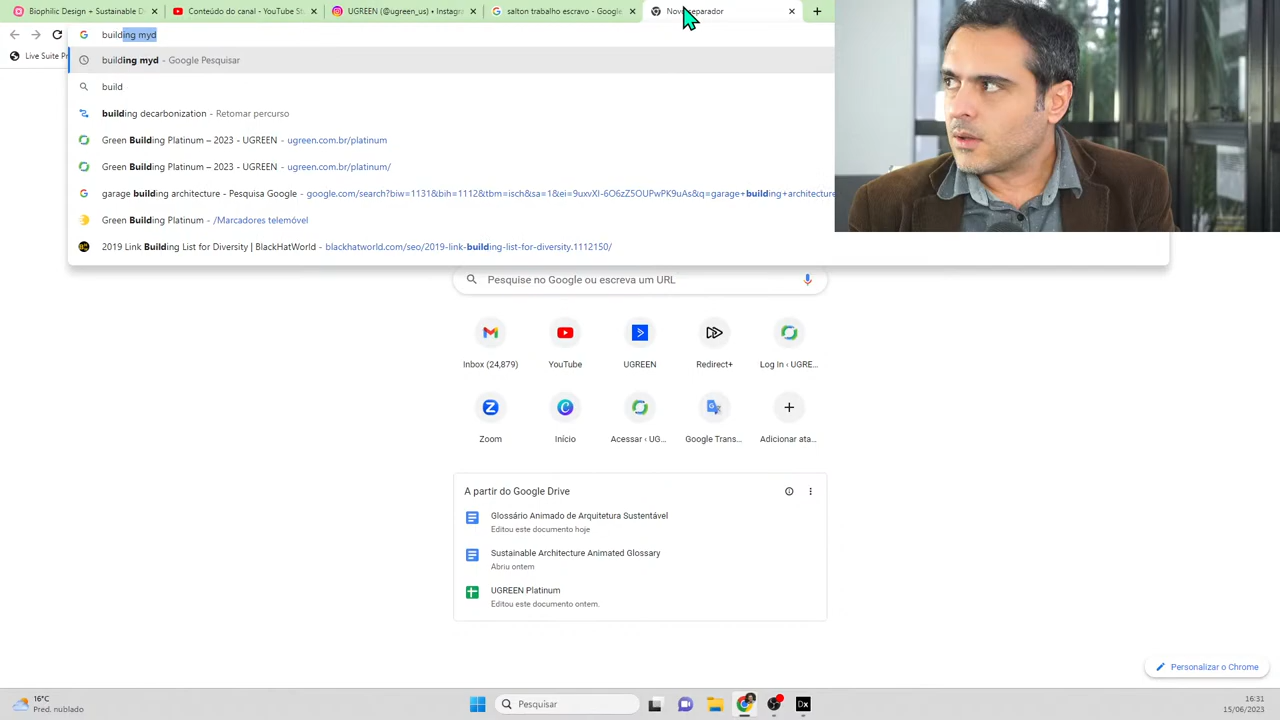 Biophilic Design + Sustainable D
Conteúdo do canal - YouTube St
UGREEN (@ugreen_us) • Instagr
salton trabalho escravo - Google
Novo separador
building myd
Live Suite Pr
building myd - Google Pesquisar
build
building decarbonization - Retomar percurso
Green Building Platinum – 2023 - UGREEN - ugreen.com.br/platinum
Green Building Platinum – 2023 - UGREEN - ugreen.com.br/platinum/
garage building architecture - Pesquisa Google - google.com/search?biw=1131&bih=1112&tbm=isch&sa=1&ei=9uxvXI-6O6zZ5OUPwPK9uAs&q=garage+building+architecture
Green Building Platinum - /Marcadores telemóvel
2019 Link Building List for Diversity | BlackHatWorld - blackhatworld.com/seo/2019-link-building-list-for-diversity.1112150/
Pesquise no Google ou escreva um URL
Inbox (24,879)
YouTube
UGREEN
Redirect+
Log In ‹ UGRE...
Zoom
Início
Acessar ‹ UG...
Google Trans...
Adicionar ata...
A partir do Google Drive
Glossário Animado de Arquitetura Sustentável
Editou este documento hoje
Sustainable Architecture Animated Glossary
Abriu ontem
UGREEN Platinum
Editou este documento ontem.
Personalizar o Chrome
16°C
Pred. nublado
Pesquisar
Dx
16:31
15/06/2023